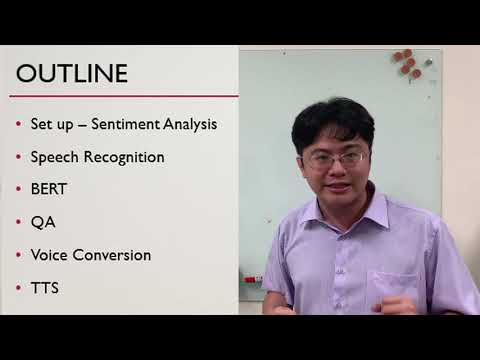 OUTLINE
• Set up – Sentiment Analysis
• Speech Recognition
• BERT
• QA
• Voice Conversion
• TTS